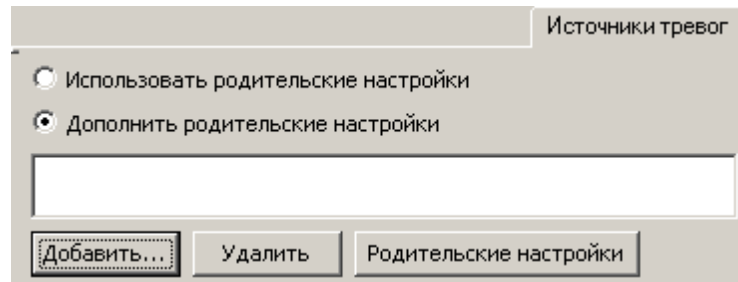 Источники тревог
Использовать родительские настройки
Дополнить родительские настройки
Добавить... Удалить Родительские настройки